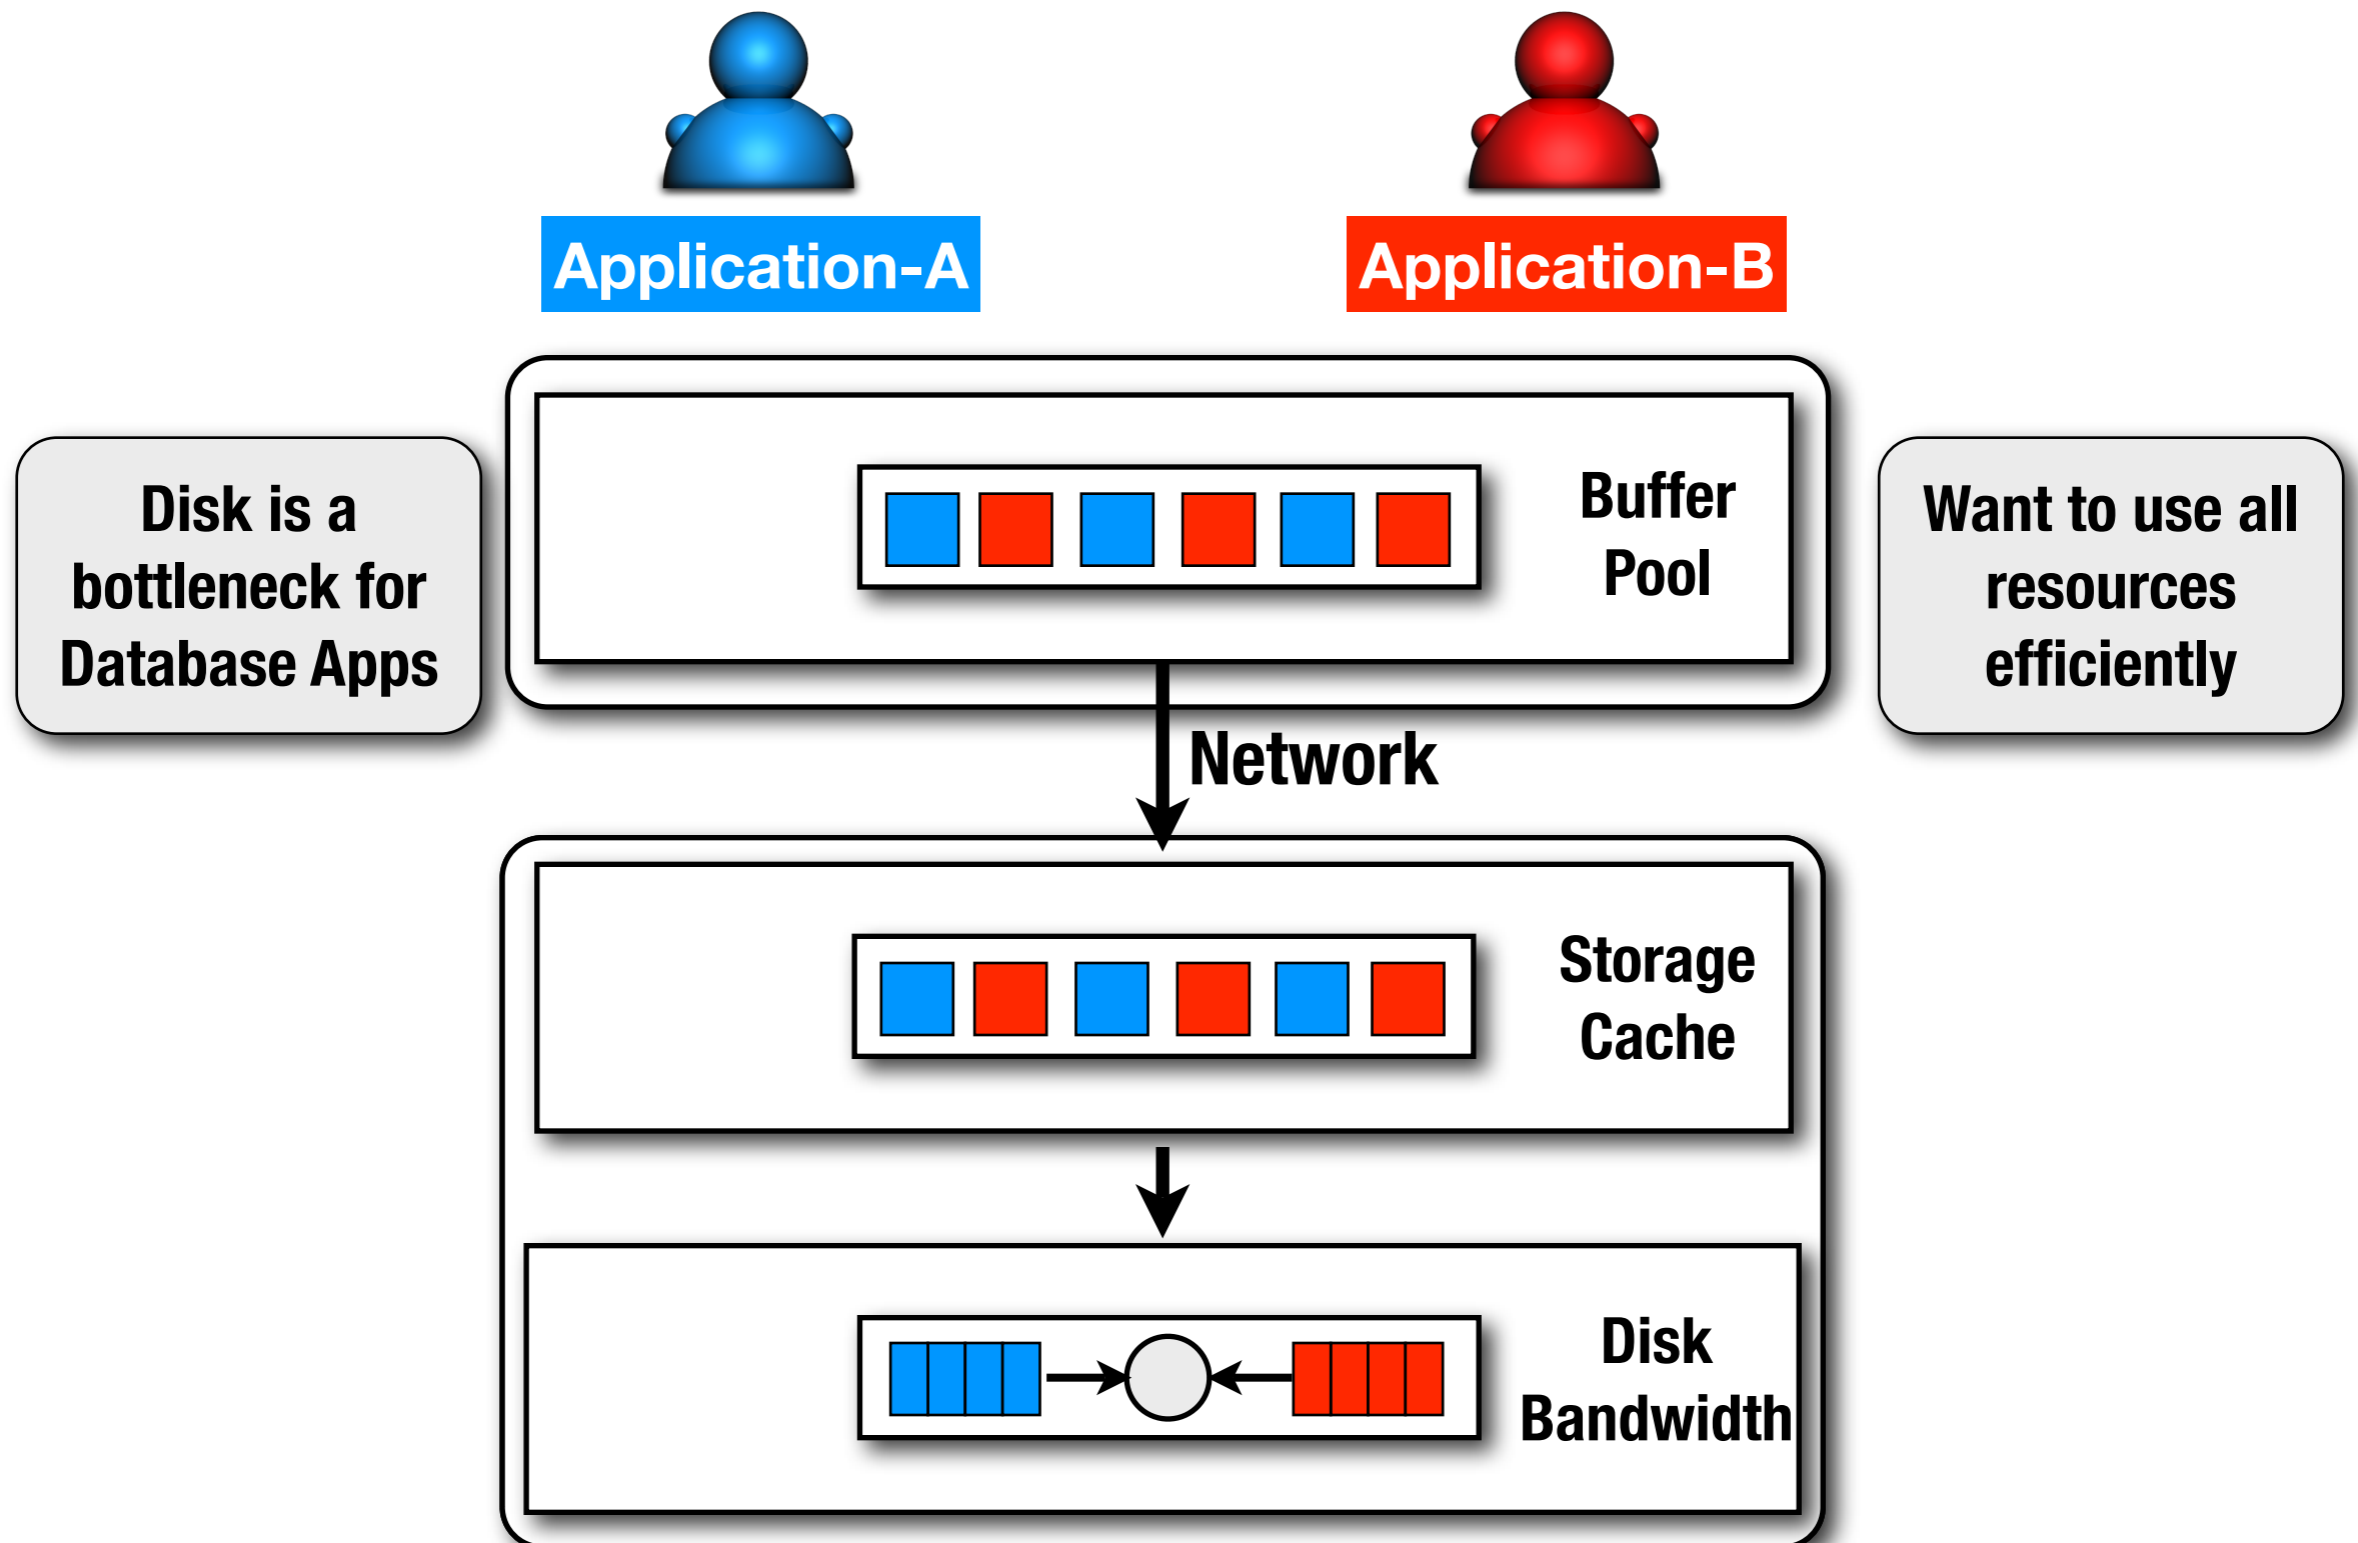 Application-A
Application-B
Disk is a
bottleneck for
Database Apps
Buffer
Pool
Want to use all
resources
efficiently
Network
Storage
Cache
Disk
Bandwidth